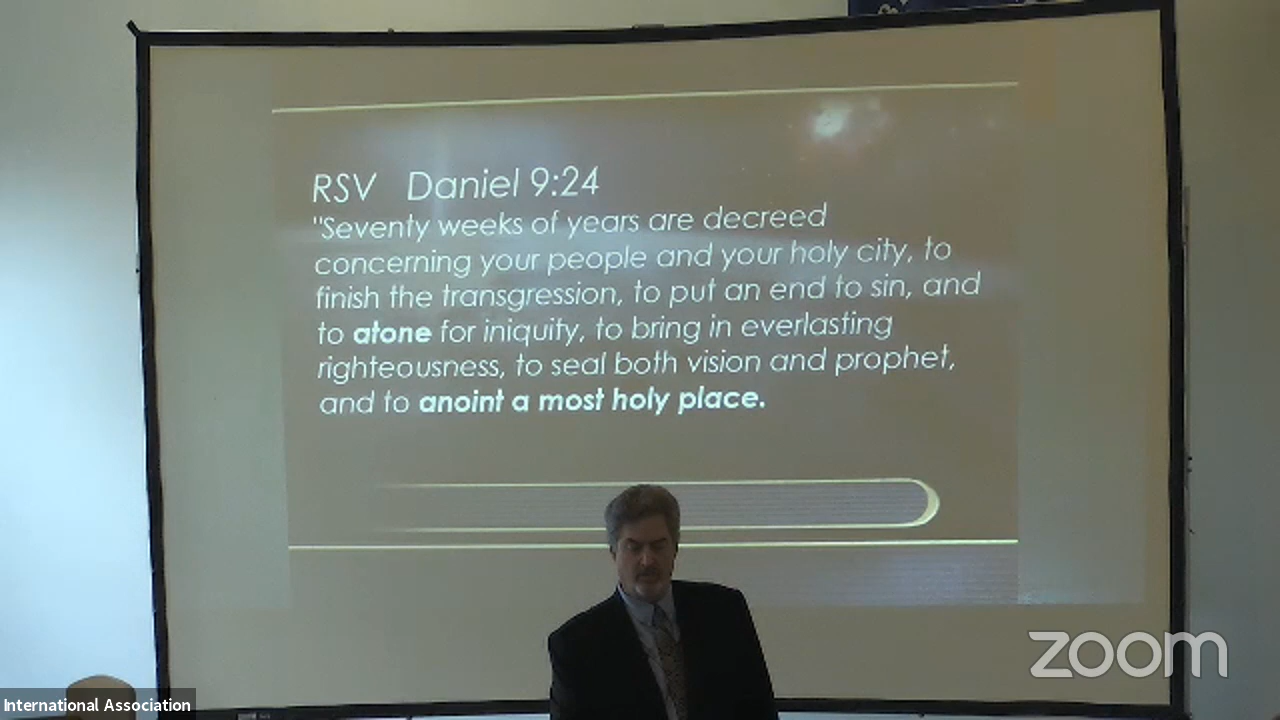 RSV Daniel 9:24
"Seventy weeks of years are decreed
concerning your people and your holy city, to
finish the transgression, to put an end to sin, and
to atone for iniquity, to bring in everlasting
righteousness, to seal both vision and prophet,
and to anoint a most holy place.
zoom
International Association